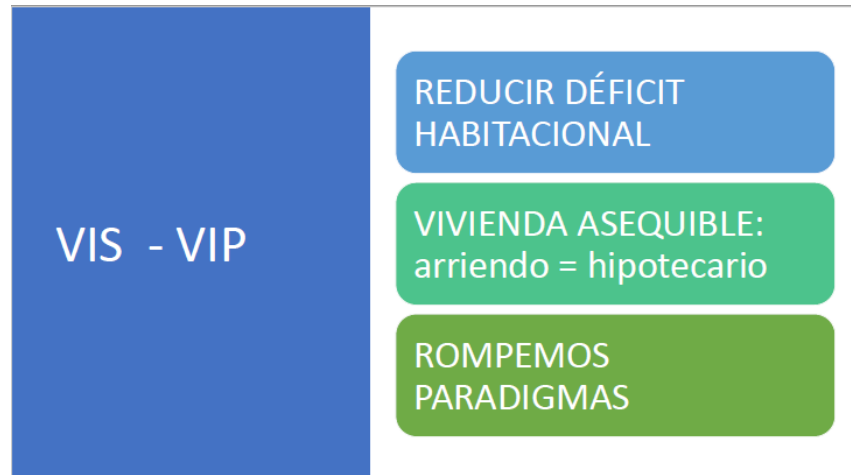 VIS - VIP
REDUCIR DÉFICIT
HABITACIONAL
VIVIENDA ASEQUIBLE:
arriendo = hipotecario
ROMPEMOS
PARADIGMAS